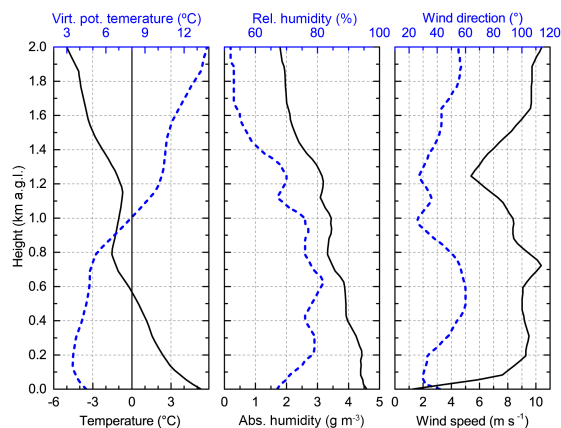 Virt. pot. temerature (ºC)
Rel. humidity (%)
Wind direction (°)
3 6 9 12
60 80 100
20 40 60 80 100 120
2.0
1.8
1.6
1.4
1.2
1.0
0.8
0.6
0.4
0.2
0.0
Height (km a.g.l.)
-6 -3 0 3
0 1 2 3 4 5
0 2 4 6 8 10
Temperature (°C)
Abs. humidity (g m⁻³)
Wind speed (m s⁻¹)